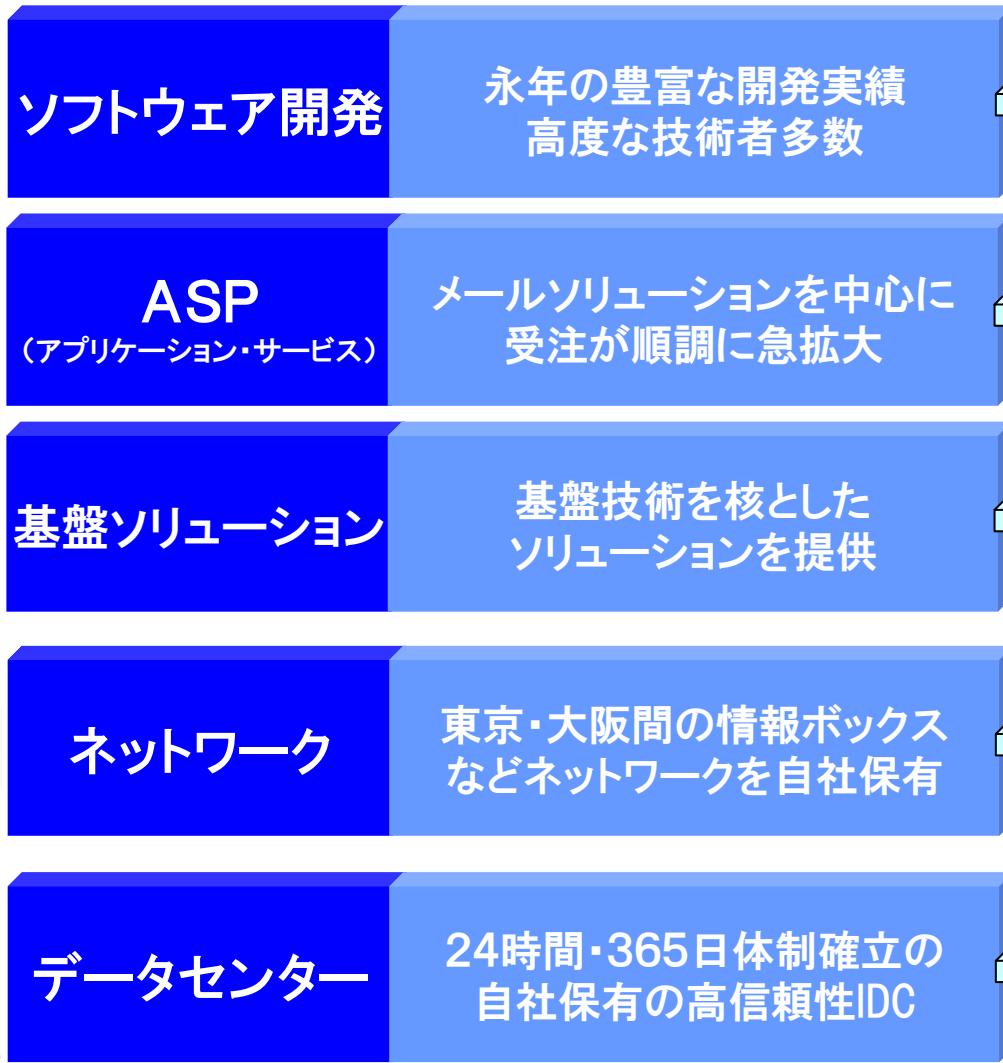 ソフトウェア開発
永年の豊富な開発実績
高度な技術者多数
ASP
（アプリケーション・サービス）
メールソリューションを中心に
受注が順調に急拡大
基盤ソリューション
基盤技術を核とした
ソリューションを提供
ネットワーク
東京・大阪間の情報ボックス
などネットワークを自社保有
データセンター
24時間・365日体制確立の
自社保有の高信頼性IDC